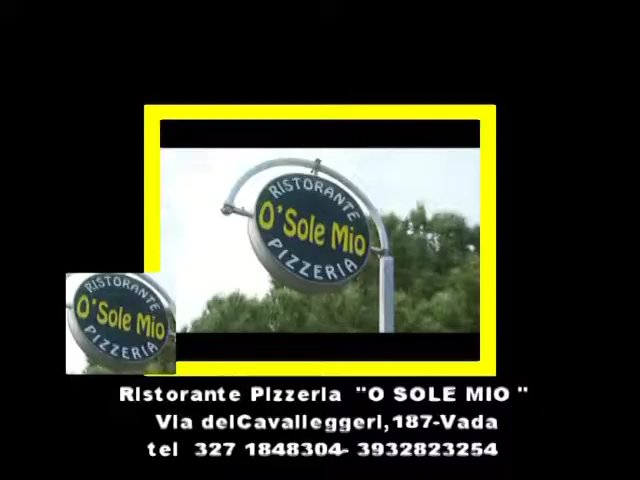 RISTORANTE
O'Sole Mio
PIZZERIA
RISTORANTE
O'Sole Mio
PIZZERIA
Ristorante Pizzeria "O SOLE MIO "
Via deiCavalleggeri,187-Vada
tel 327 1848304- 3932823254